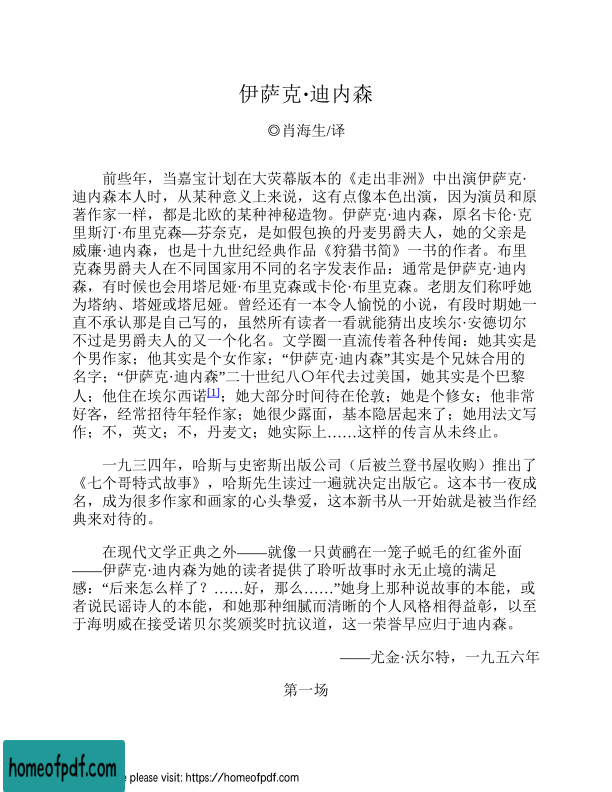 伊萨克·迪内森
◎肖海生/译
前些年，当嘉宝计划在大荧幕版本的《走出非洲》中出演伊萨克·
迪内森本人时，从某种意义上来说，这有点像本色出演，因为演员和原
著作家一样，都是北欧的某种神秘造物。伊萨克·迪内森，原名卡伦·克
里斯汀·布里克森—芬奈克，是如假包换的丹麦男爵夫人，她的父亲是
威廉·迪内森，也是十九世纪经典作品《狩猎书简》一书的作者。布里
克森男爵夫人在不同国家用不同的名字发表作品：通常是伊萨克·迪内
森，有时候也会用塔尼娅·布里克森或卡伦·布里克森。老朋友们称呼她
为塔纳、塔娅或塔尼娅。曾经还有一本令人愉悦的小说，有段时期她一
直不承认那是自己写的，虽然所有读者一看就能猜出皮埃尔·安德切尔
不过是男爵夫人的又一个化名。文学圈一直流传着各种传闻：她其实是
个男作家；他其实是个女作家；“伊萨克·迪内森”其实是个兄妹合用的
名字；“伊萨克·迪内森”二十世纪八〇年代去过美国，她其实是个巴黎
人；他住在埃尔西诺[1]；她大部分时间待在伦敦；她是个修女；他非常
好客，经常招待年轻作家；她很少露面，基本隐居起来了；她用法文写
作；不，英文；不，丹麦文；她实际上……这样的传言从未终止。
一九三四年，哈斯与史密斯出版公司（后被兰登书屋收购）推出了
《七个哥特式故事》，哈斯先生读过一遍就决定出版它。这本书一夜成
名，成为很多作家和画家的心头挚爱，这本新书从一开始就是被当作经
典来对待的。
在现代文学正典之外——就像一只黄鹂在一笼子蜕毛的红雀外面
——伊萨克·迪内森为她的读者提供了聆听故事时永无止境的满足
感：“后来怎么样了？……好，那么……”她身上那种说故事的本能，或
者说民谣诗人的本能，和她那种细腻而清晰的个人风格相得益彰，以至
于海明威在接受诺贝尔奖颁奖时抗议道，这一荣誉早应归于迪内森。
——尤金·沃尔特，一九五六年
第一场
homeofpdf.com
e please visit: https://homeofpdf.com